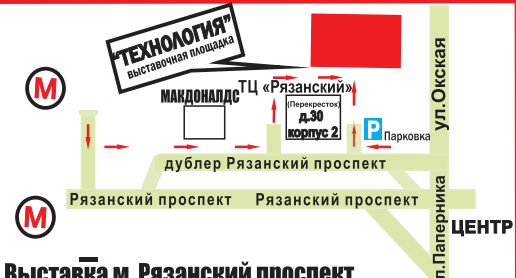 "ТЕХНОЛОГИЯ"
выставочная площадка
ТЦ «Рязанский»
М
МАКДОНАЛДС
(Перекресток)
д.30
корпус 2
P Парковка
ул.Окская
дублер Рязанский проспект
Рязанский проспект Рязанский проспект
М
ЦЕНТР
л.Паперника
Выставка м. Рязанский проспект